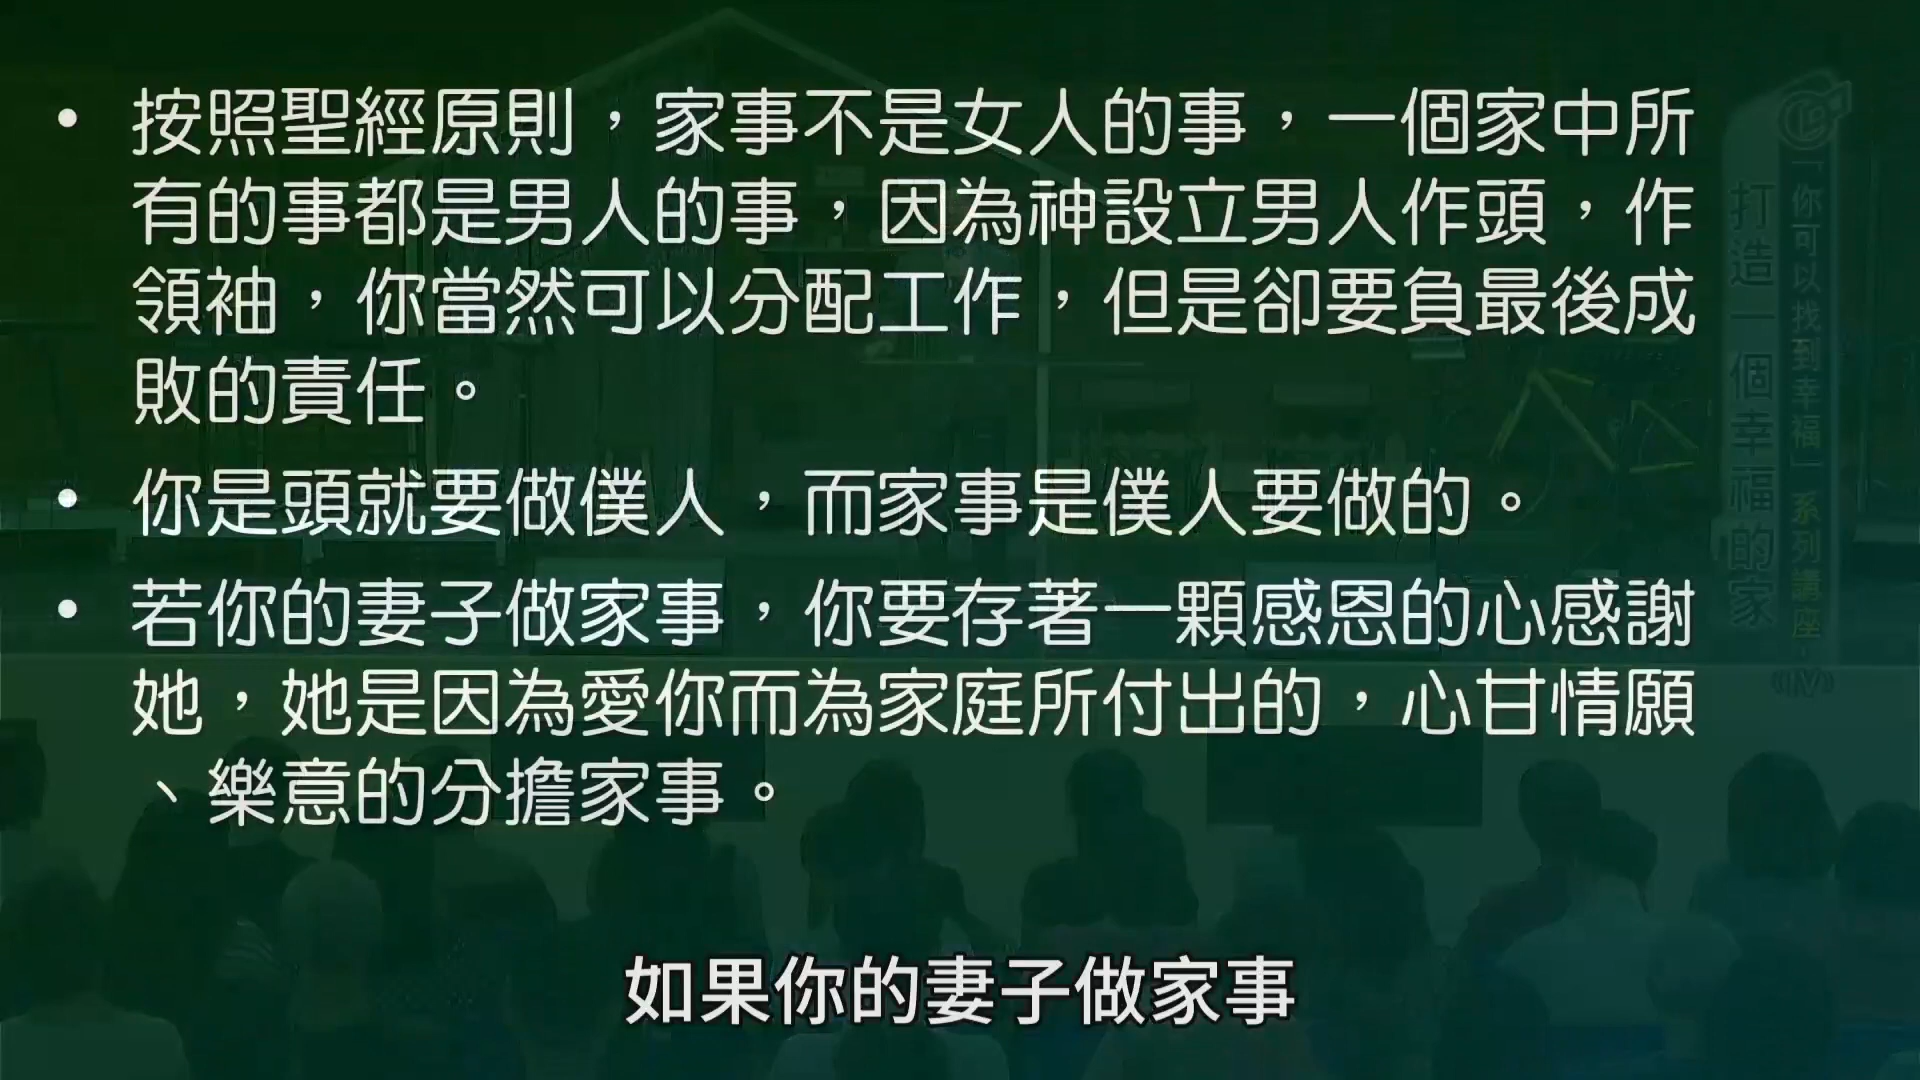 • 按照聖經原則，家事不是女人的事，一個家中所
有的事都是男人的事，因為神設立男人作頭，作
領袖，你當然可以分配工作，但是卻要負最後成
敗的責任。
• 你是頭就要做僕人，而家事是僕人要做的。
• 若你的妻子做家事，你要存著一顆感恩的心感謝
她，她是因為愛你而為家庭所付出的，心甘情願
、樂意的分擔家事。
「你可以找到幸福」系列講座 (IV)
打造一個幸福的家
如果你的妻子做家事